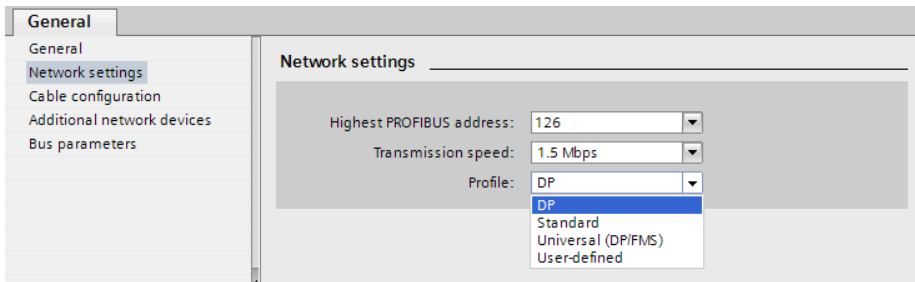 General
General
Network settings
Cable configuration
Additional network devices
Bus parameters
Network settings
Highest PROFIBUS address: 126
Transmission speed: 1.5 Mbps
Profile: DP
DP
Standard
Universal (DP/FMS)
User-defined